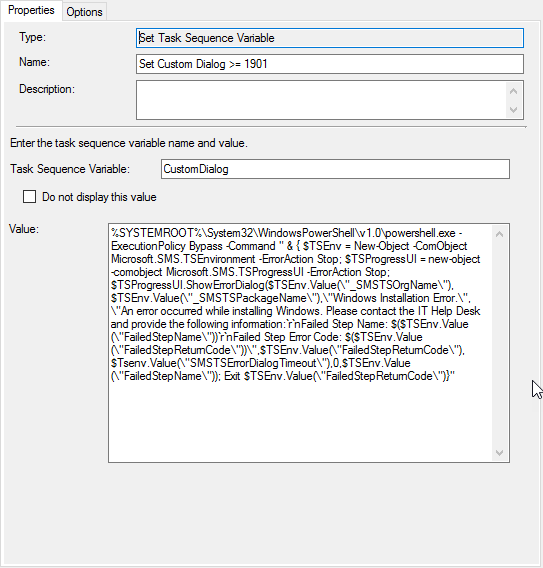 Properties
Options
Type:
Set Task Sequence Variable
Name:
Set Custom Dialog >= 1901
Description:
Enter the task sequence variable name and value.
Task Sequence Variable:
CustomDialog
Do not display this value
Value:
%SYSTEMROOT%\System32\WindowsPowerShell\v1.0\powershell.exe -
ExecutionPolicy Bypass -Command " & { $TSEnv = New-Object -ComObject
Microsoft.SMS.TSEnvironment -ErrorAction Stop; $TSProgressUI = new-object
-comobject Microsoft.SMS.TSProgressUI -ErrorAction Stop;
$TSProgressUI.ShowErrorDialog($TSEnv.Value(\"_SMSTSOrgName\"),
$TSEnv.Value(\"_SMSTSPackageName\"),\"Windows Installation Error:\",
\"An error occurred while installing Windows. Please contact the IT Help Desk
and provide the following information:`r`nFailed Step Name: $($TSEnv.Value
(\"FailedStepName\"))`r`nFailed Step Error Code: $($TSEnv.Value
(\"FailedStepReturnCode\"))\",$TSEnv.Value(\"FailedStepReturnCode\"),
$Tsenv.Value(\"SMSTSErrorDialogTimeout\"),0,$TSEnv.Value
(\"FailedStepName\")); Exit $TSEnv.Value(\"FailedStepReturnCode\")}"